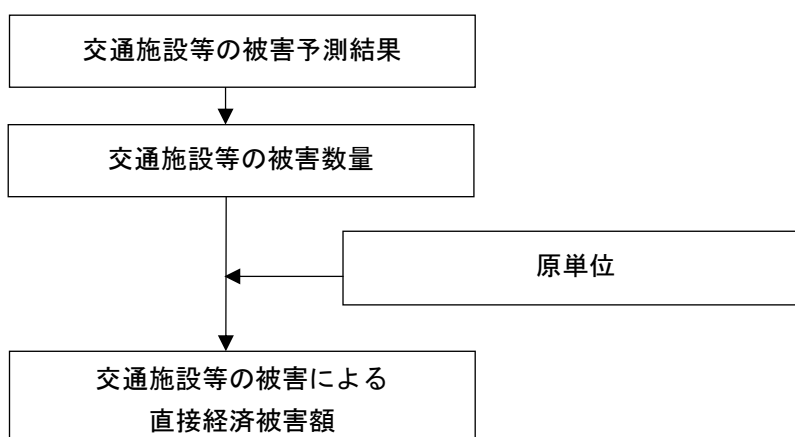 交通施設等の被害予測結果
交通施設等の被害数量
原単位
交通施設等の被害による
直接経済被害額